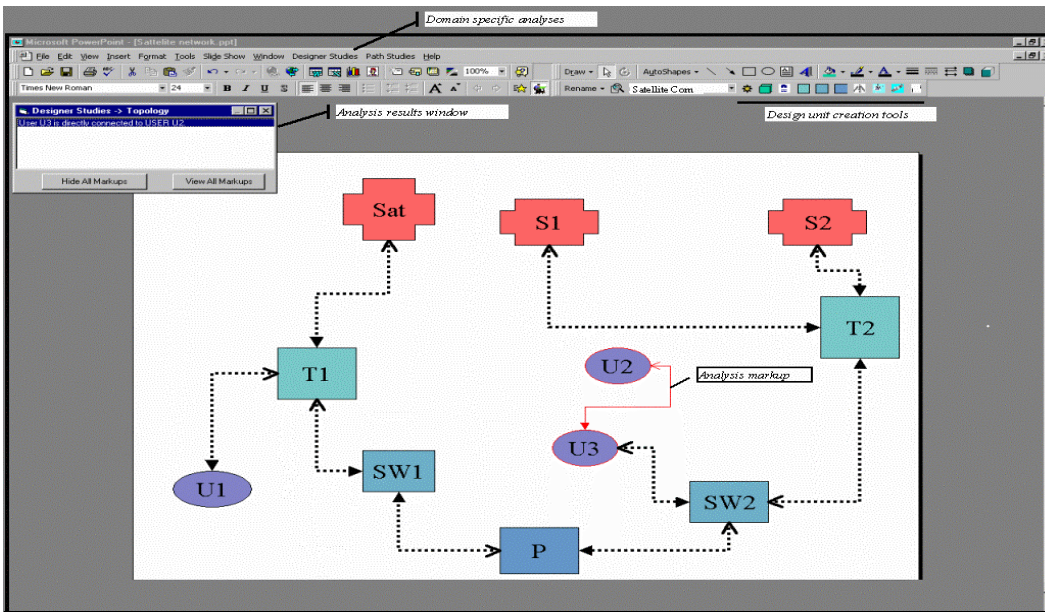 Domain specific analyses
Microsoft PowerPoint - [Sattelite network.ppt]
File Edit View Insert Format Tools Slide Show Window Designer Studies Path Studies Help
100% Draw AutoShapes
Times New Roman 24 B I U S A A Rename Satellite Com
Designer Studies -> Topology
User U3 is directly connected to USER U2
Hide All Markups View All Markups
Analysis results window
Design unit creation tools
Sat
S1
S2
T2
U2
T1
Analysis markup
U3
SW1
U1
SW2
P